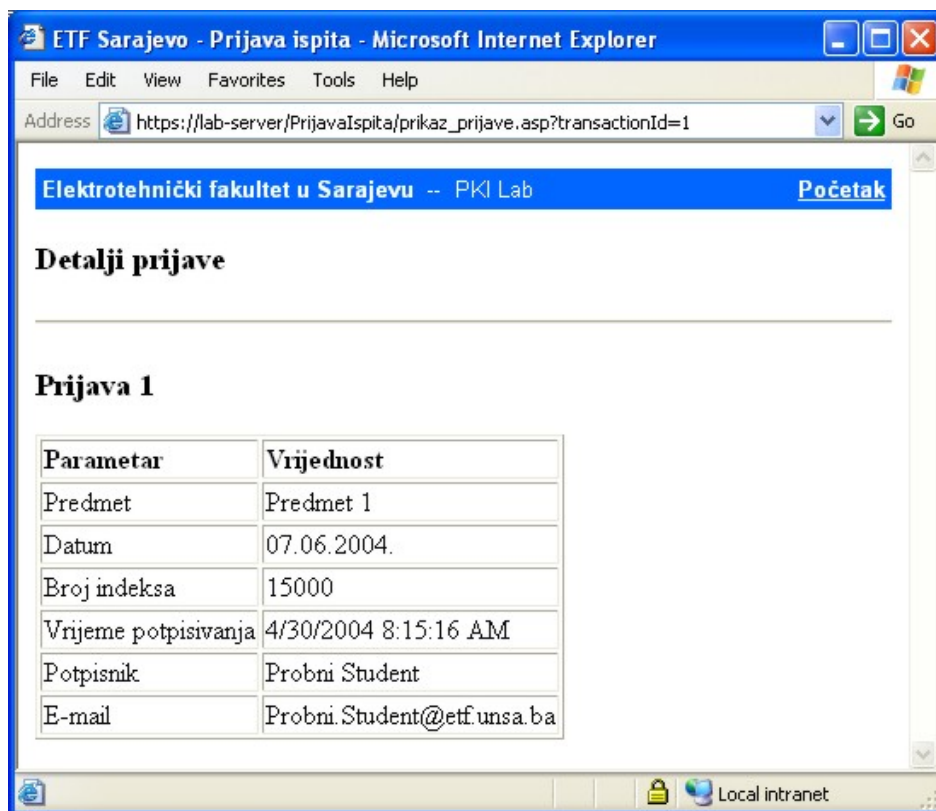 ETF Sarajevo - Prijava ispita - Microsoft Internet Explorer
File Edit View Favorites Tools Help
Address https://lab-server/PrijavaIspita/prikaz_prijave.asp?transactionId=1 Go
Elektrotehnički fakultet u Sarajevu -- PKI Lab Početak
Detalji prijave
Prijava 1
Parametar Vrijednost
Predmet Predmet 1
Datum 07.06.2004.
Broj indeksa 15000
Vrijeme potpisivanja 4/30/2004 8:15:16 AM
Potpisnik Probni Student
E-mail Probni.Student@etf.unsa.ba
Local intranet